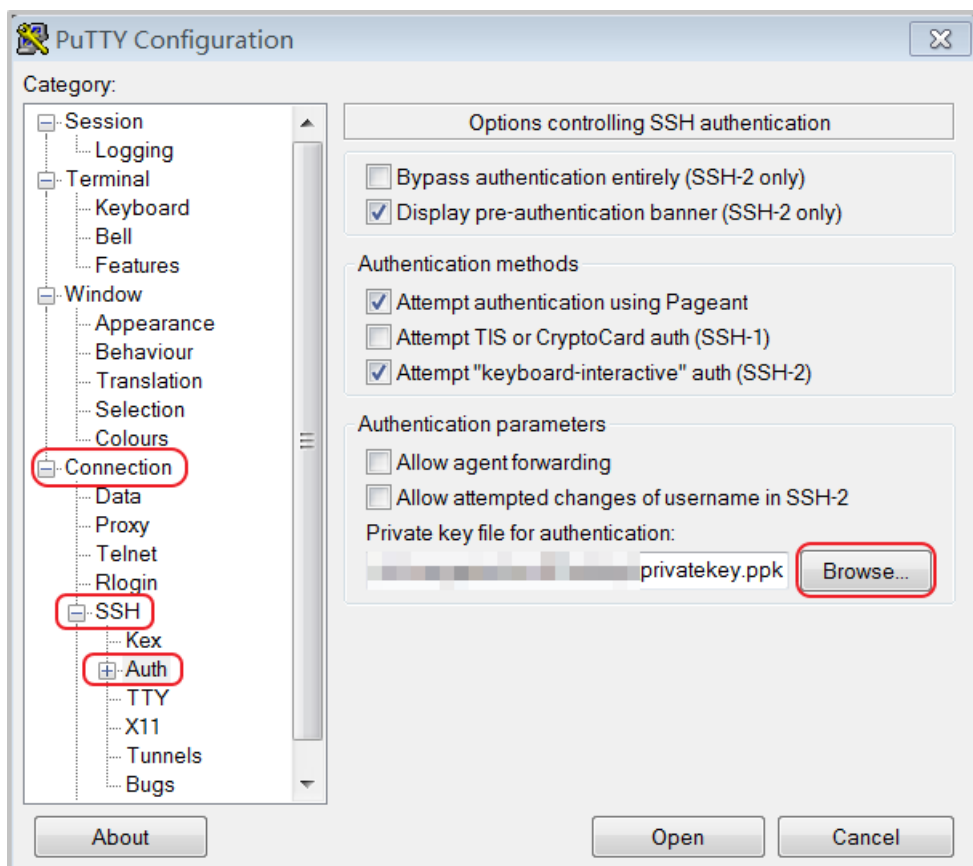 PuTTY Configuration
Category:
Session
Logging
Terminal
Keyboard
Bell
Features
Window
Appearance
Behaviour
Translation
Selection
Colours
Connection
Data
Proxy
Telnet
Rlogin
SSH
Kex
Auth
TTY
X11
Tunnels
Bugs
Options controlling SSH authentication
Bypass authentication entirely (SSH-2 only)
Display pre-authentication banner (SSH-2 only)
Authentication methods
Attempt authentication using Pageant
Attempt TIS or CryptoCard auth (SSH-1)
Attempt "keyboard-interactive" auth (SSH-2)
Authentication parameters
Allow agent forwarding
Allow attempted changes of username in SSH-2
Private key file for authentication:
privatekey.ppk
Browse...
About
Open
Cancel